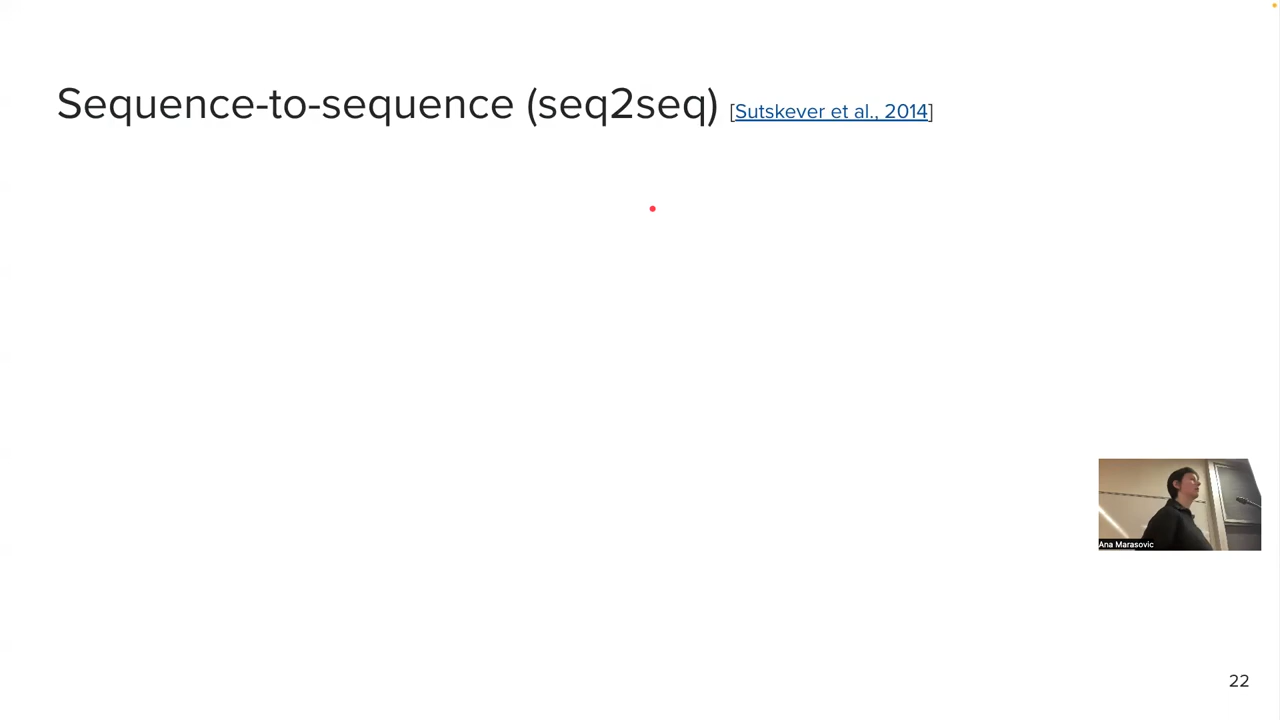 Sequence-to-sequence (seq2seq) [Sutskever et al., 2014]
Ana Marasovic
22